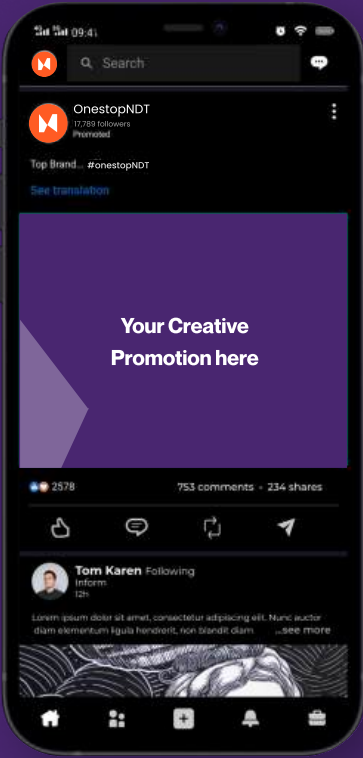 09:41
Search
OnestopNDT
17,789 followers
Promoted
Top Brand... #onestopNDT
See translation
Your Creative
Promotion here
2578 753 comments • 234 shares
Tom Karen Following
Inform
12h
Lorem ipsum dolor sit amet, consectetur adipiscing elit. Nunc auctor
diam elementum ligula hendrerit, non blandit diam ...see more